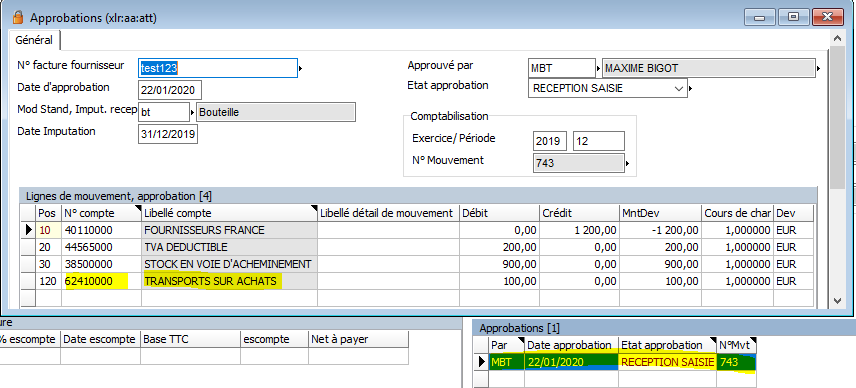 Approbations (xlr:aa:att)
Général
N° facture fournisseur test123 Approuvé par MBT MAXIME BIGOT
Date d'approbation 22/01/2020 Etat approbation RECEPTION SAISIE
Mod Stand, Imput. recep bt Bouteille Comptabilisation
Date Imputation 31/12/2019 Exercice/Période 2019 12
N° Mouvement 743
Lignes de mouvement, approbation [4]
Pos N° compte Libellé compte Libellé détail de mouvement Débit Crédit MntDev Cours de char Dev
10 40110000 FOURNISSEURS FRANCE 0,00 1 200,00 -1 200,00 1,000000 EUR
20 44565000 TVA DEDUCTIBLE 200,00 0,00 200,00 1,000000 EUR
30 38500000 STOCK EN VOIE D'ACHEMINEMENT 900,00 0,00 900,00 1,000000 EUR
120 62410000 TRANSPORTS SUR ACHATS 100,00 0,00 100,00 1,000000 EUR
ure Approbations [1]
% escompte Date escompte Base TTC escompte Net à payer Par Date approbation Etat approbation N°Mvt
MBT 22/01/2020 RECEPTION SAISIE 743